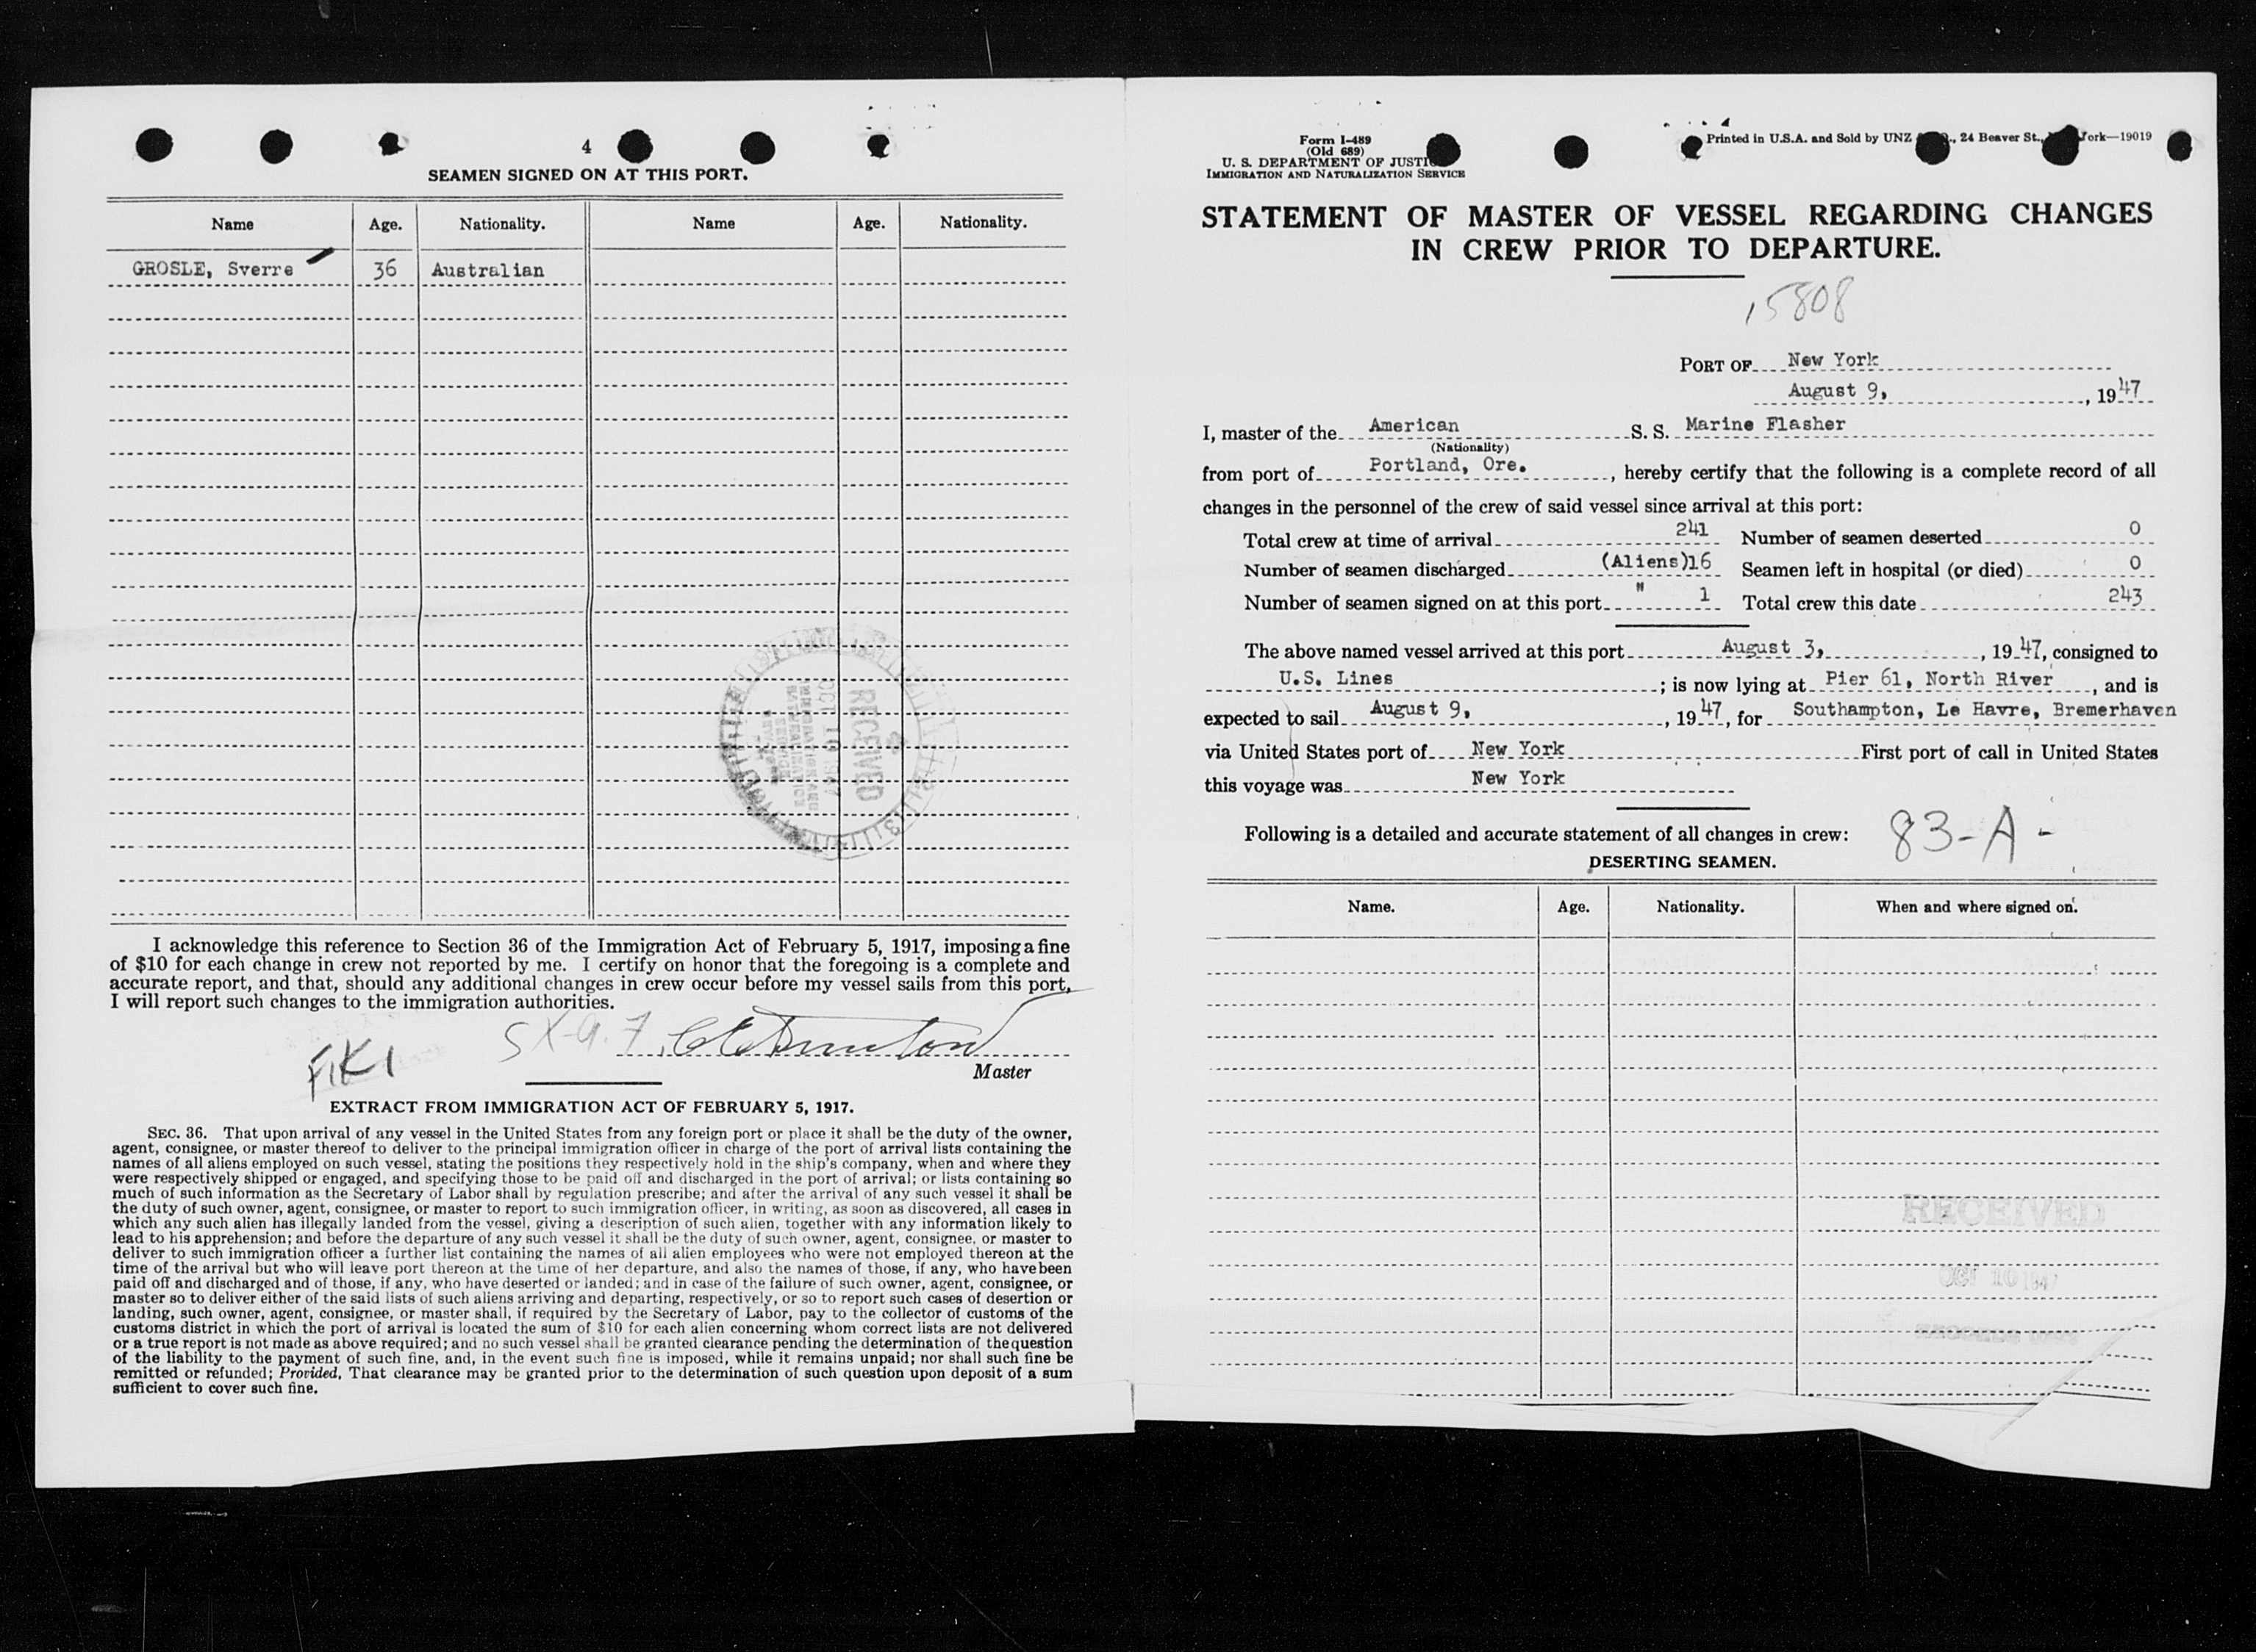 4
SEAMEN SIGNED ON AT THIS PORT.
Name Age. Nationality. Name Age. Nationality.
GROSLE, Sverre 36 Australian
RECEIVED
I acknowledge this reference to Section 36 of the Immigration Act of February 5, 1917, imposing a fine
of $10 for each change in crew not reported by me. I certify on honor that the foregoing is a complete and
accurate report, and that, should any additional changes in crew occur before my vessel sails from this port,
I will report such changes to the immigration authorities.
Master
EXTRACT FROM IMMIGRATION ACT OF FEBRUARY 5, 1917.
SEC. 36. That upon arrival of any vessel in the United States from any foreign port or place it shall be the duty of the owner,
agent, consignee, or master thereof to deliver to the principal immigration officer in charge of the port of arrival lists containing the
names of all aliens employed on such vessel, stating the positions they respectively hold in the ship's company, when and where they
were respectively shipped or engaged, and specifying those to be paid off and discharged in the port of arrival; or lists containing so
much of such information as the Secretary of Labor shall by regulation prescribe; and after the arrival of any such vessel it shall be
the duty of such owner, agent, consignee, or master to report to such immigration officer, in writing, as soon as discovered, all cases in
which any such alien has illegally landed from the vessel, giving a description of such alien, together with any information likely to
lead to his apprehension; and before the departure of any such vessel it shall be the duty of such owner, agent, consignee, or master to
deliver to such immigration officer a further list containing the names of all alien employees who were not employed thereon at the
time of the arrival but who will leave port thereon at the time of her departure, and also the names of those, if any, who have been
paid off and discharged and of those, if any, who have deserted or landed; and in case of the failure of such owner, agent, consignee, or
master so to deliver either of the said lists of such aliens arriving and departing, respectively, or so to report such cases of desertion or
landing, such owner, agent, consignee, or master shall, if required by the Secretary of Labor, pay to the collector of customs of the
customs district in which the port of arrival is located the sum of $10 for each alien concerning whom correct lists are not delivered
or a true report is not made as above required; and no such vessel shall be granted clearance pending the determination of the question
of the liability to the payment of such fine, and, in the event such fine is imposed, while it remains unpaid; nor shall such fine be
remitted or refunded; Provided, That clearance may be granted prior to the determination of such question upon deposit of a sum
sufficient to cover such fine.
Form I-489
(Old 689)
U. S. DEPARTMENT OF JUSTI
IMMIGRATION AND NATURALIZATION SERVICE
Printed in U.S.A. and Sold by UNZ ., 24 Beaver St., ork—19019
STATEMENT OF MASTER OF VESSEL REGARDING CHANGES
IN CREW PRIOR TO DEPARTURE.
15808
PORT OF New York
August 9, , 1947
I, master of the American S. S. Marine Flasher
(Nationality)
from port of Portland, Ore. , hereby certify that the following is a complete record of all
changes in the personnel of the crew of said vessel since arrival at this port:
Total crew at time of arrival 241 Number of seamen deserted 0
Number of seamen discharged (Aliens)16 Seamen left in hospital (or died) 0
Number of seamen signed on at this port " 1 Total crew this date 243
The above named vessel arrived at this port August 3, , 1947, consigned to
U.S. Lines ; is now lying at Pier 61, North River , and is
expected to sail August 9, , 1947, for Southampton, Le Havre, Bremerhaven
via United States port of New York First port of call in United States
this voyage was New York
Following is a detailed and accurate statement of all changes in crew: 83-A-
DESERTING SEAMEN.
Name. Age. Nationality. When and where signed on.
RECEIVED
OCT 10 1947